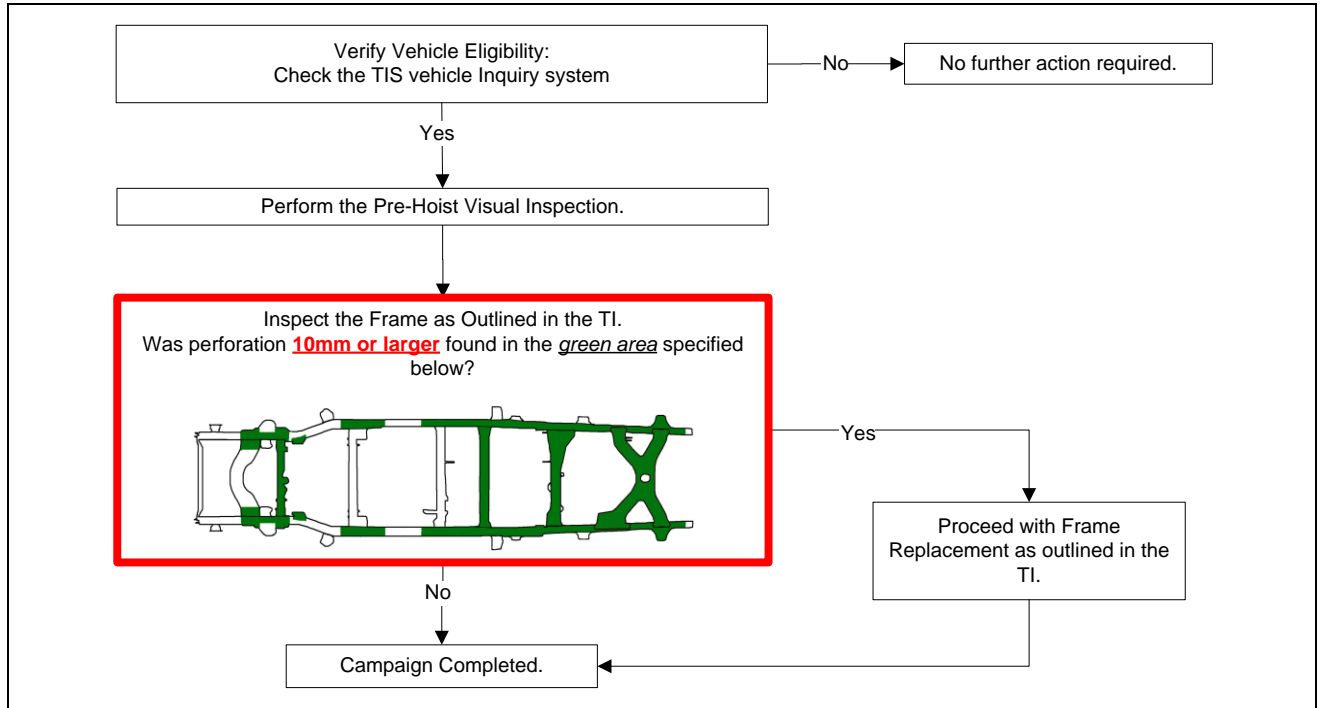 Verify Vehicle Eligibility:
Check the TIS vehicle Inquiry system
No
No further action required.
Yes
Perform the Pre-Hoist Visual Inspection.
Inspect the Frame as Outlined in the TI.
Was perforation 10mm or larger found in the green area specified
below?
Yes
Proceed with Frame
Replacement as outlined in the
TI.
No
Campaign Completed.